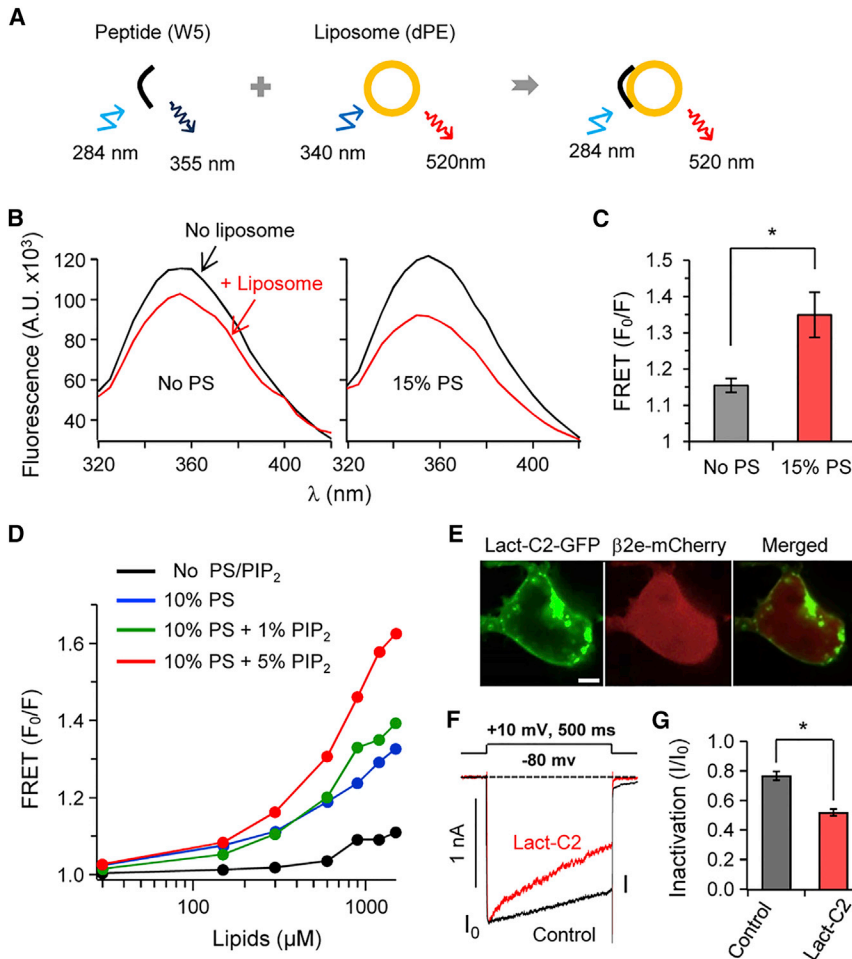 A
Peptide (W5)
Liposome (dPE)
284 nm
355 nm
340 nm
520nm
284 nm
520 nm
B
Fluorescence (A.U. x10³)
120
100
80
60
40
No liposome
+ Liposome
No PS
15% PS
320 360 400 320 360 400
λ (nm)
C
*
FRET (F₀/F)
1.5
1.4
1.3
1.2
1.1
1
No PS 15% PS
D
No PS/PIP₂
10% PS
10% PS + 1% PIP₂
10% PS + 5% PIP₂
FRET (F₀/F)
1.6
1.4
1.2
1.0
100 1000
Lipids (µM)
E
Lact-C2-GFP β2e-mCherry Merged
F
+10 mV, 500 ms
-80 mv
1 nA
Lact-C2
I₀
I
Control
G
*
Inactivation (I/I₀)
1.0
0.8
0.6
0.4
0.2
0.0
Control
Lact-C2